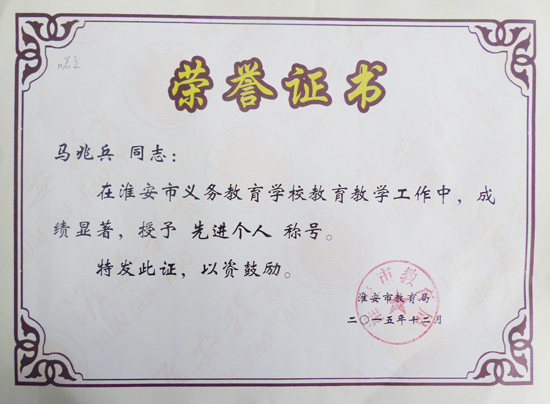 荣誉证书
马兆兵 同志：
在淮安市义务教育学校教育教学工作中，成
绩显著，授予 先进个人 称号。
特发此证，以资鼓励。
淮安市教育局
二〇一五年十二月